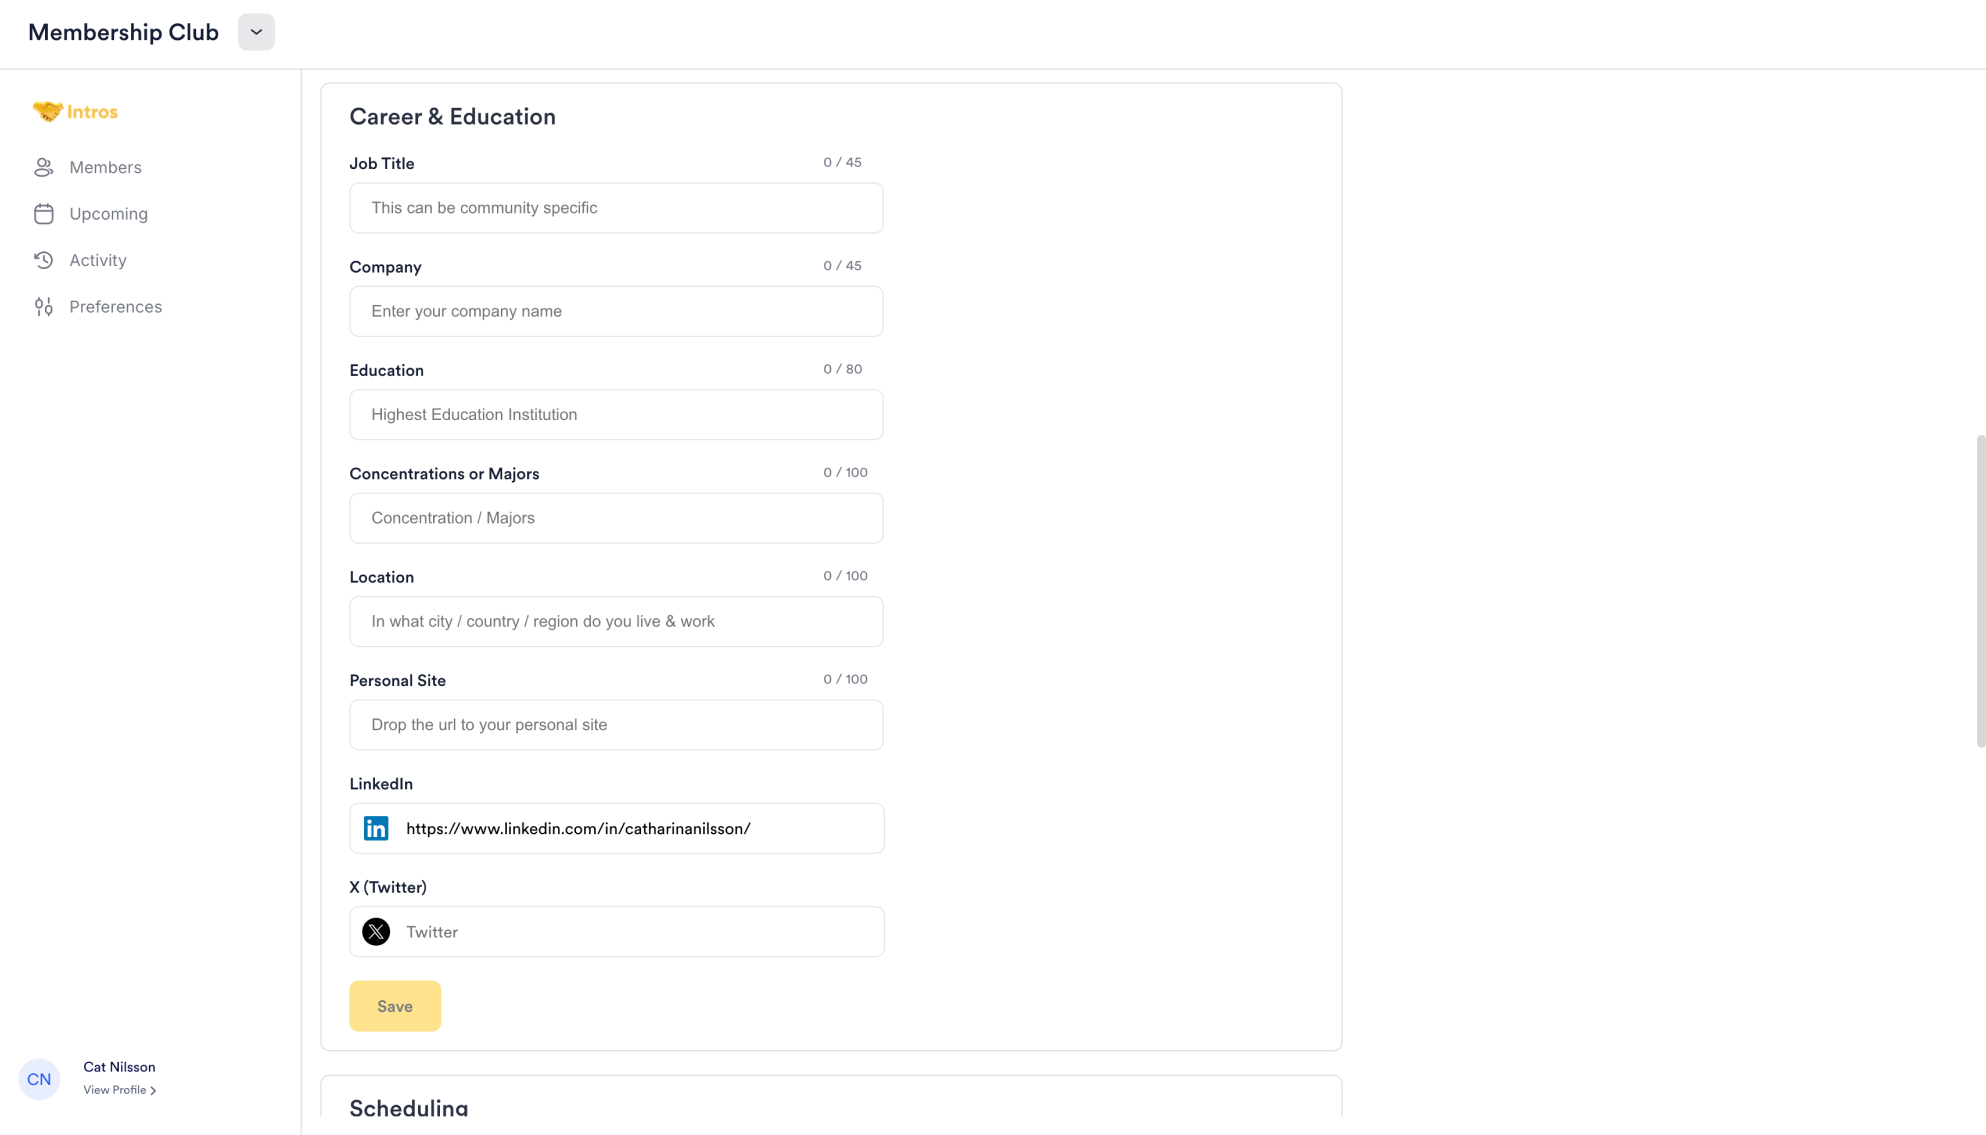 Membership Club
Intros
Members
Upcoming
Activity
Preferences
Career & Education
Job Title 0 / 45
This can be community specific
Company 0 / 45
Enter your company name
Education 0 / 80
Highest Education Institution
Concentrations or Majors 0 / 100
Concentration / Majors
Location 0 / 100
In what city / country / region do you live & work
Personal Site 0 / 100
Drop the url to your personal site
LinkedIn
in https://www.linkedin.com/in/catharinanilsson/
X (Twitter)
X Twitter
Save
Scheduling
CN
Cat Nilsson
View Profile